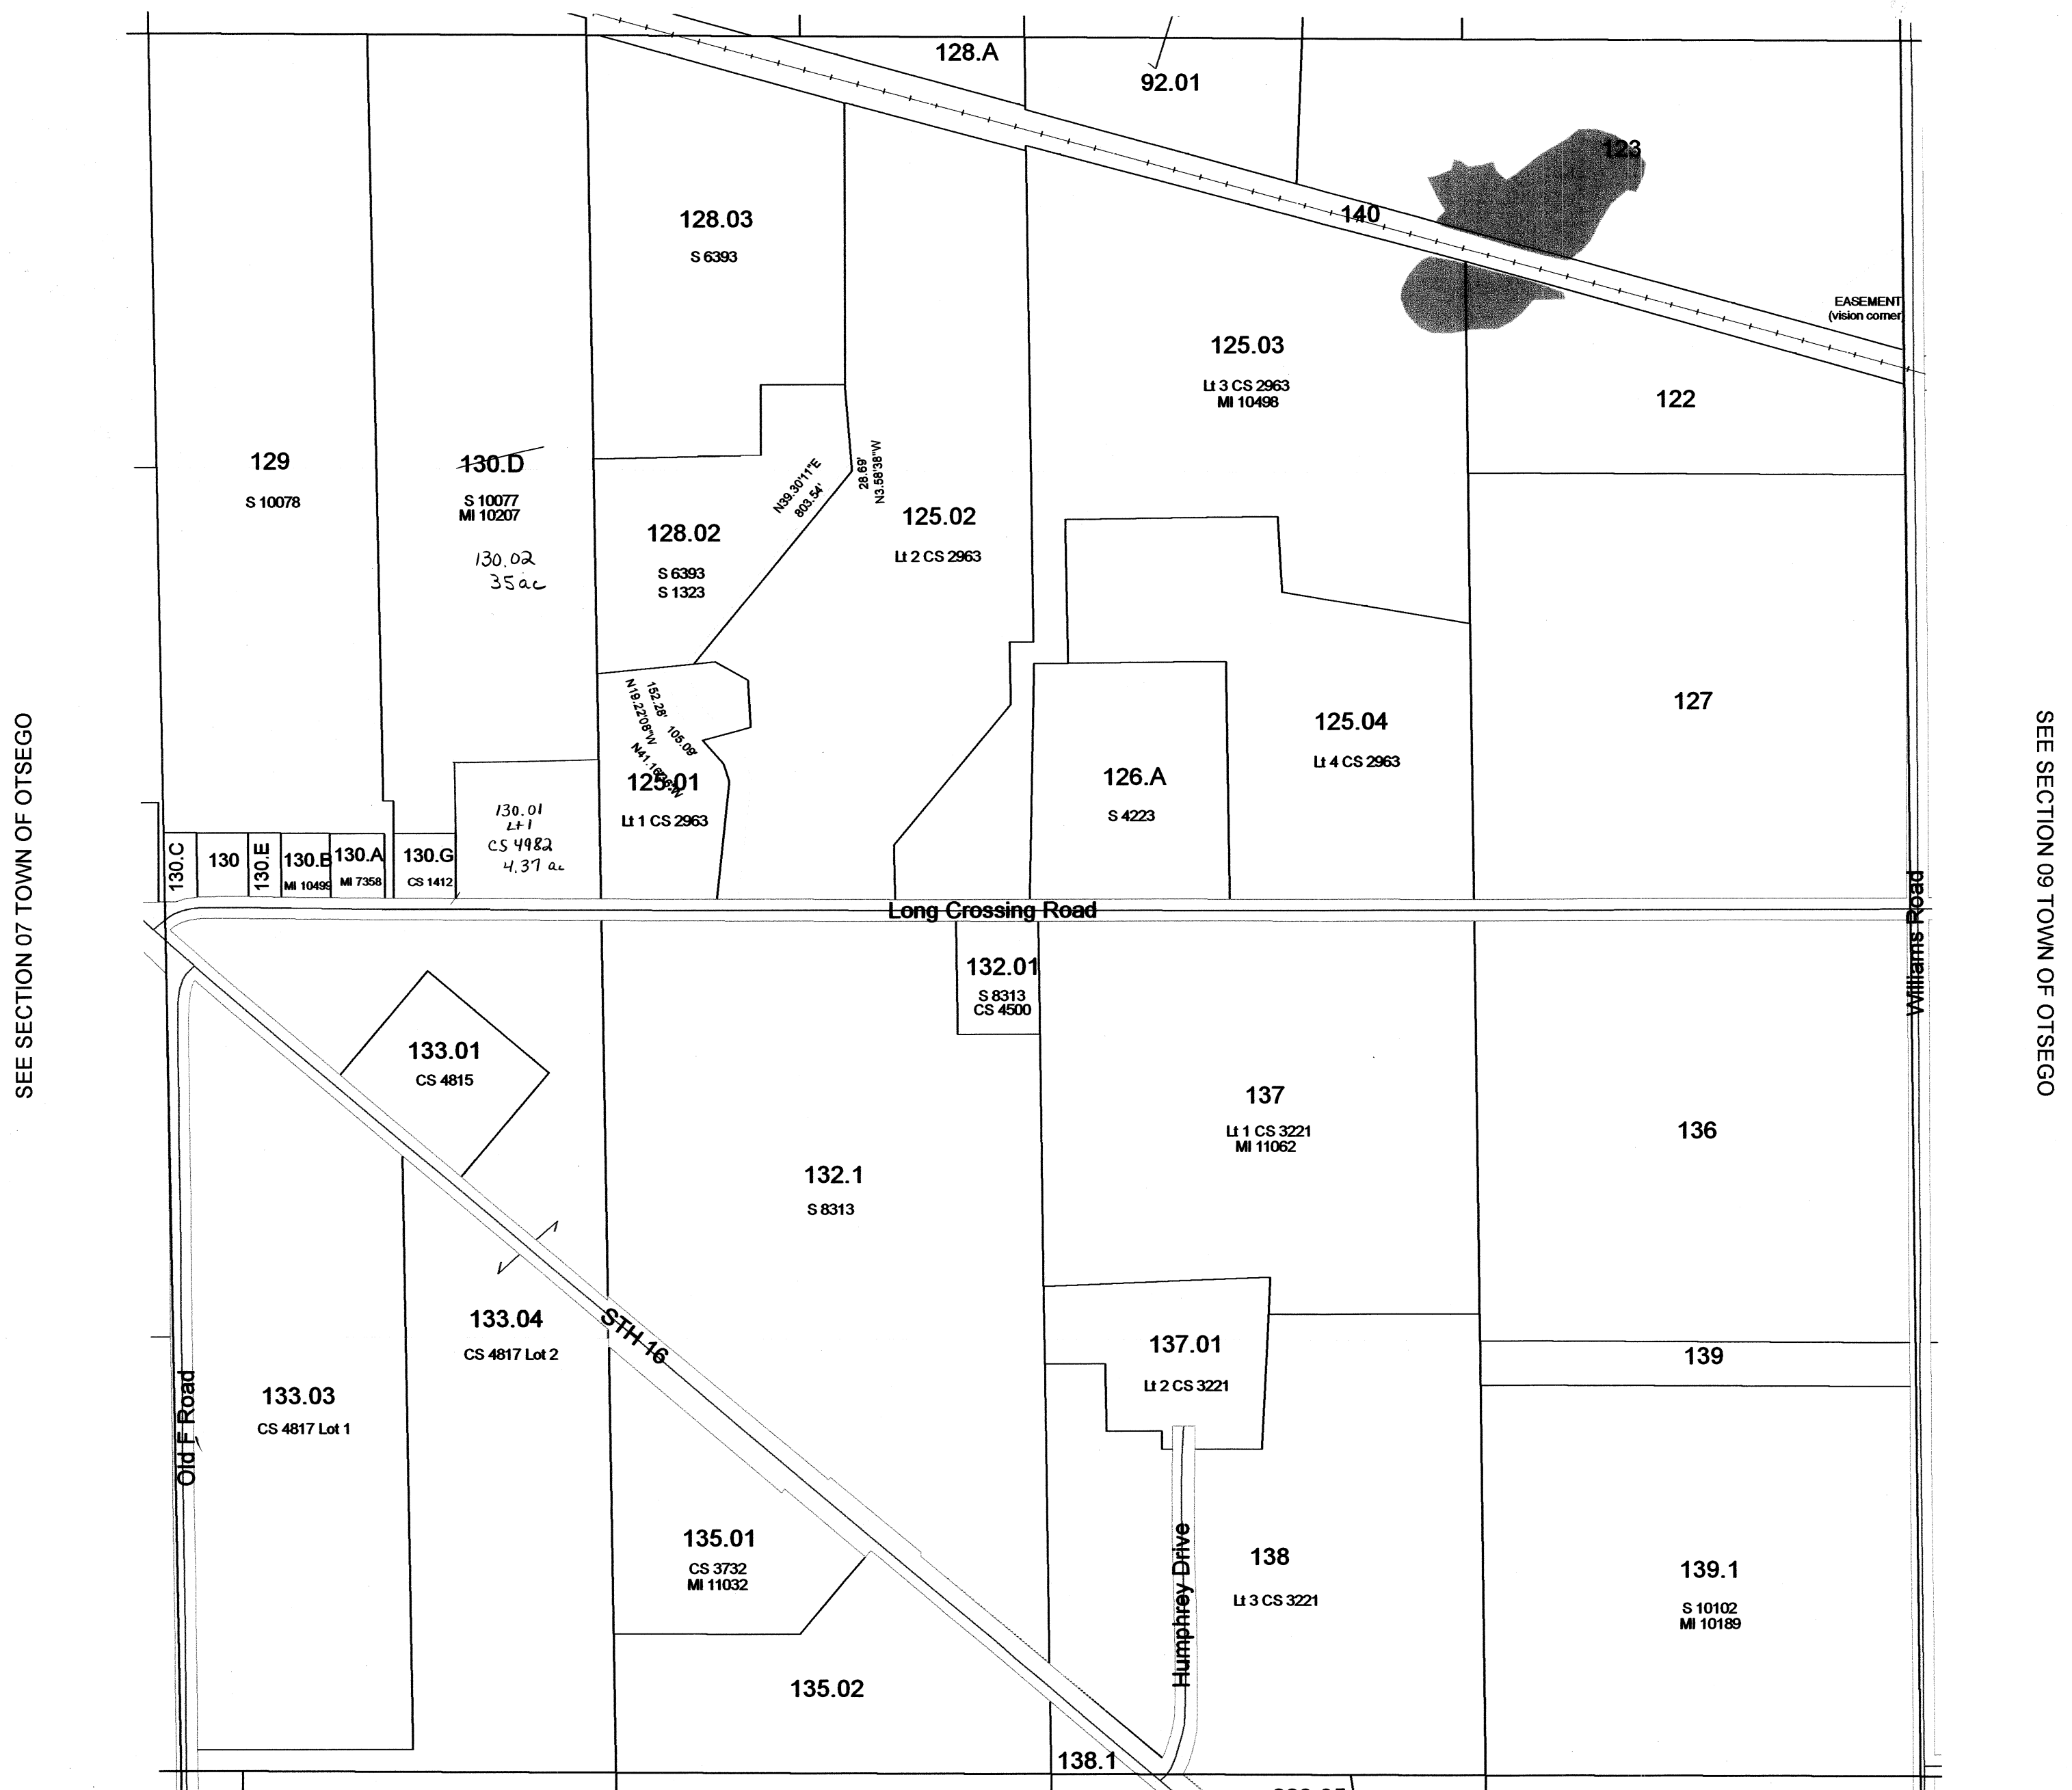 128.A
92.01
123
140
128.03
S 6393
EASEMENT
(vision corner)
125.03
Lt 3 CS 2963
MI 10498
122
129
S 10078
130.D
S 10077
MI 10207
130.02
35 ac
N39.30'11"E
803.54'
28.69'
N3.58'38"W
128.02
S 6393
S 1323
125.02
Lt 2 CS 2963
127
152.28'
N19.22'08"W
105.09'
125.01
Lt 1 CS 2963
125.04
Lt 4 CS 2963
126.A
S 4223
130.01
Lt 1
CS 4982
4.37 ac
130.C
130
130.E
130.B
MI 10499
130.A
MI 7358
130.G
CS 1412
SEE SECTION 07 TOWN OF OTSEGO
SEE SECTION 09 TOWN OF OTSEGO
Long Crossing Road
Williams Road
132.01
S 8313
CS 4500
133.01
CS 4815
137
Lt 1 CS 3221
MI 11062
136
132.1
S 8313
133.04
CS 4817 Lot 2
STH 16
137.01
Lt 2 CS 3221
139
133.03
CS 4817 Lot 1
Old F Road
135.01
CS 3732
MI 11032
Humphrey Drive
138
Lt 3 CS 3221
139.1
S 10102
MI 10189
135.02
138.1